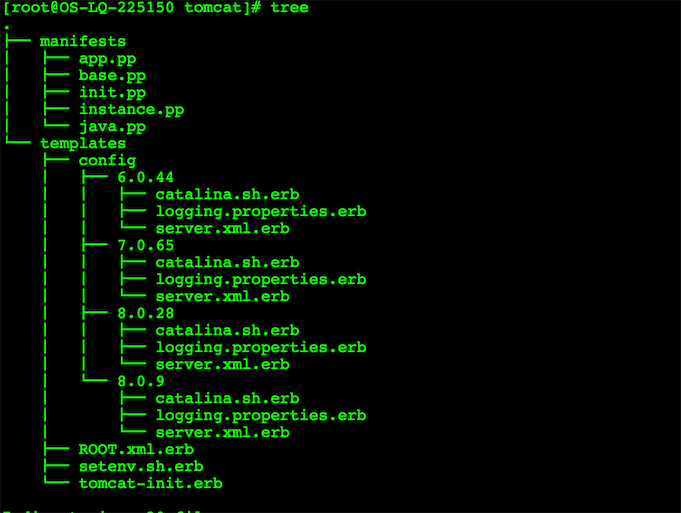 [root@OS-LQ-225150 tomcat]# tree
.
├── manifests
│   ├── app.pp
│   ├── base.pp
│   ├── init.pp
│   ├── instance.pp
│   └── java.pp
└── templates
    ├── config
    │   ├── 6.0.44
    │   │   ├── catalina.sh.erb
    │   │   ├── logging.properties.erb
    │   │   └── server.xml.erb
    │   ├── 7.0.65
    │   │   ├── catalina.sh.erb
    │   │   ├── logging.properties.erb
    │   │   └── server.xml.erb
    │   ├── 8.0.28
    │   │   ├── catalina.sh.erb
    │   │   ├── logging.properties.erb
    │   │   └── server.xml.erb
    │   └── 8.0.9
    │       ├── catalina.sh.erb
    │       ├── logging.properties.erb
    │       └── server.xml.erb
    ├── ROOT.xml.erb
    ├── setenv.sh.erb
    └── tomcat-init.erb